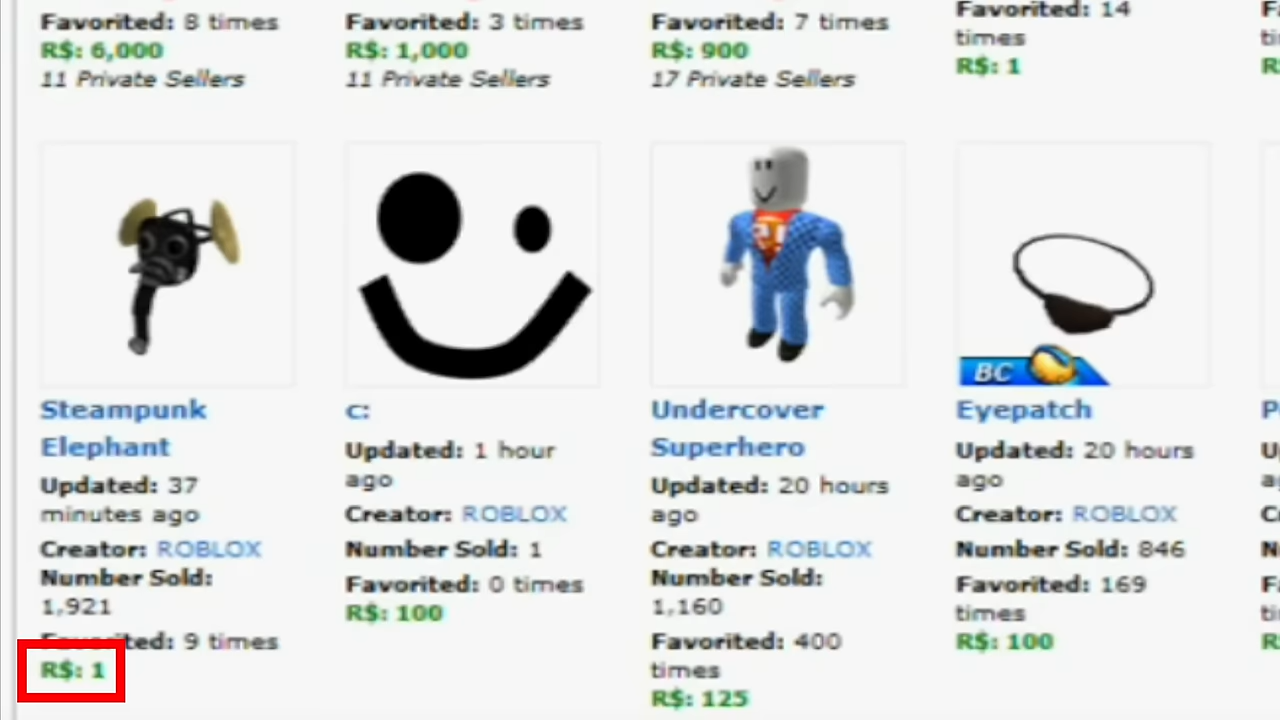 Favorited: 8 times
R$: 6,000
11 Private Sellers
Favorited: 3 times
R$: 1,000
11 Private Sellers
Favorited: 7 times
R$: 900
17 Private Sellers
Favorited: 14
times
R$: 1
Steampunk
Elephant
Updated: 37
minutes ago
Creator: ROBLOX
Number Sold:
1,921
Favorited: 9 times
R$: 1
c:
Updated: 1 hour
ago
Creator: ROBLOX
Number Sold: 1
Favorited: 0 times
R$: 100
Undercover
Superhero
Updated: 20 hours
ago
Creator: ROBLOX
Number Sold:
1,160
Favorited: 400
times
R$: 125
BC
Eyepatch
Updated: 20 hours
ago
Creator: ROBLOX
Number Sold: 846
Favorited: 169
times
R$: 100